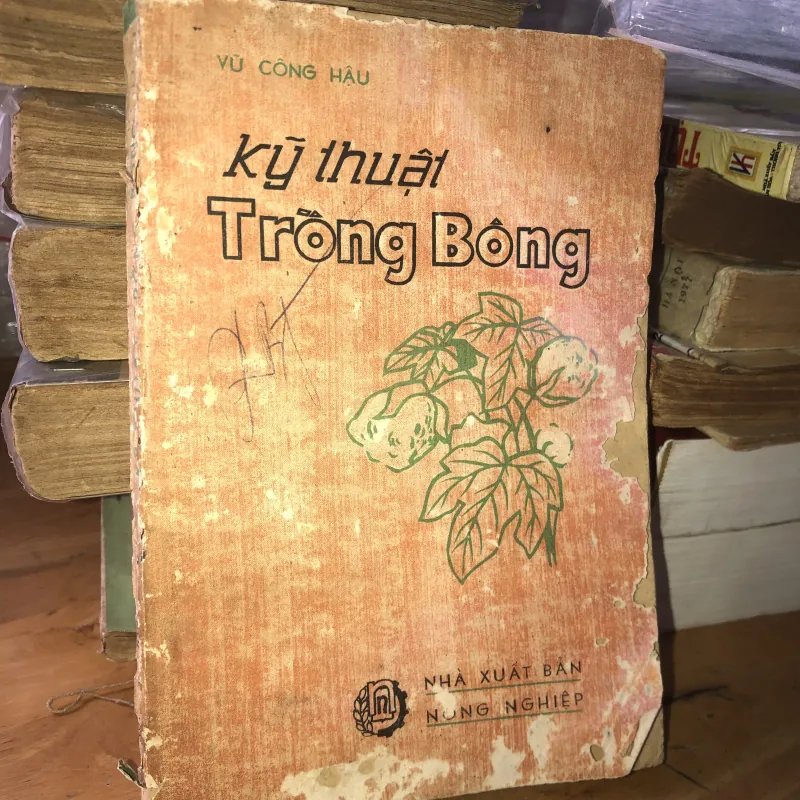 VŨ CÔNG HẬU
kỹ thuật
Trồng Bông
n
NHÀ XUẤT BẢN
NÔNG NGHIỆP